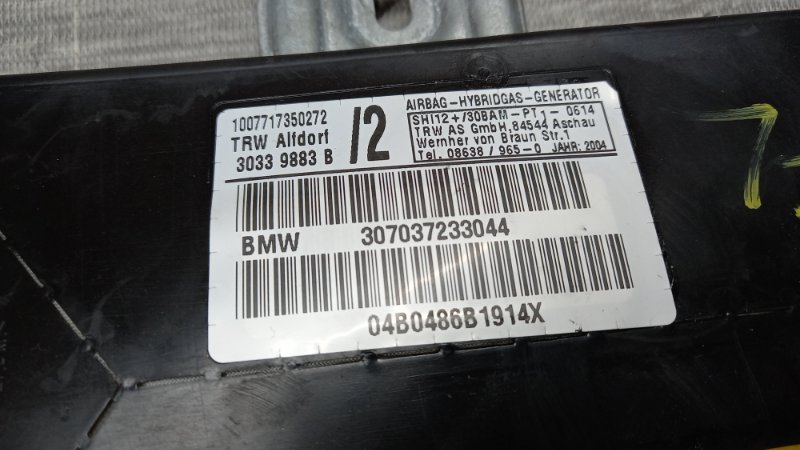 1007717350272
TRW Alfdorf
3033 9883 B
/2
AIRBAG-HYBRIDGAS-GENERATOR
SHI12+/30BAM-PT1-0614
TRW AS GmbH,84544 Aschau
Wernher von Braun Str.1
Tel. 08638/965-0 JAHR: 2004
BMW 307037233044
04B0486B1914X